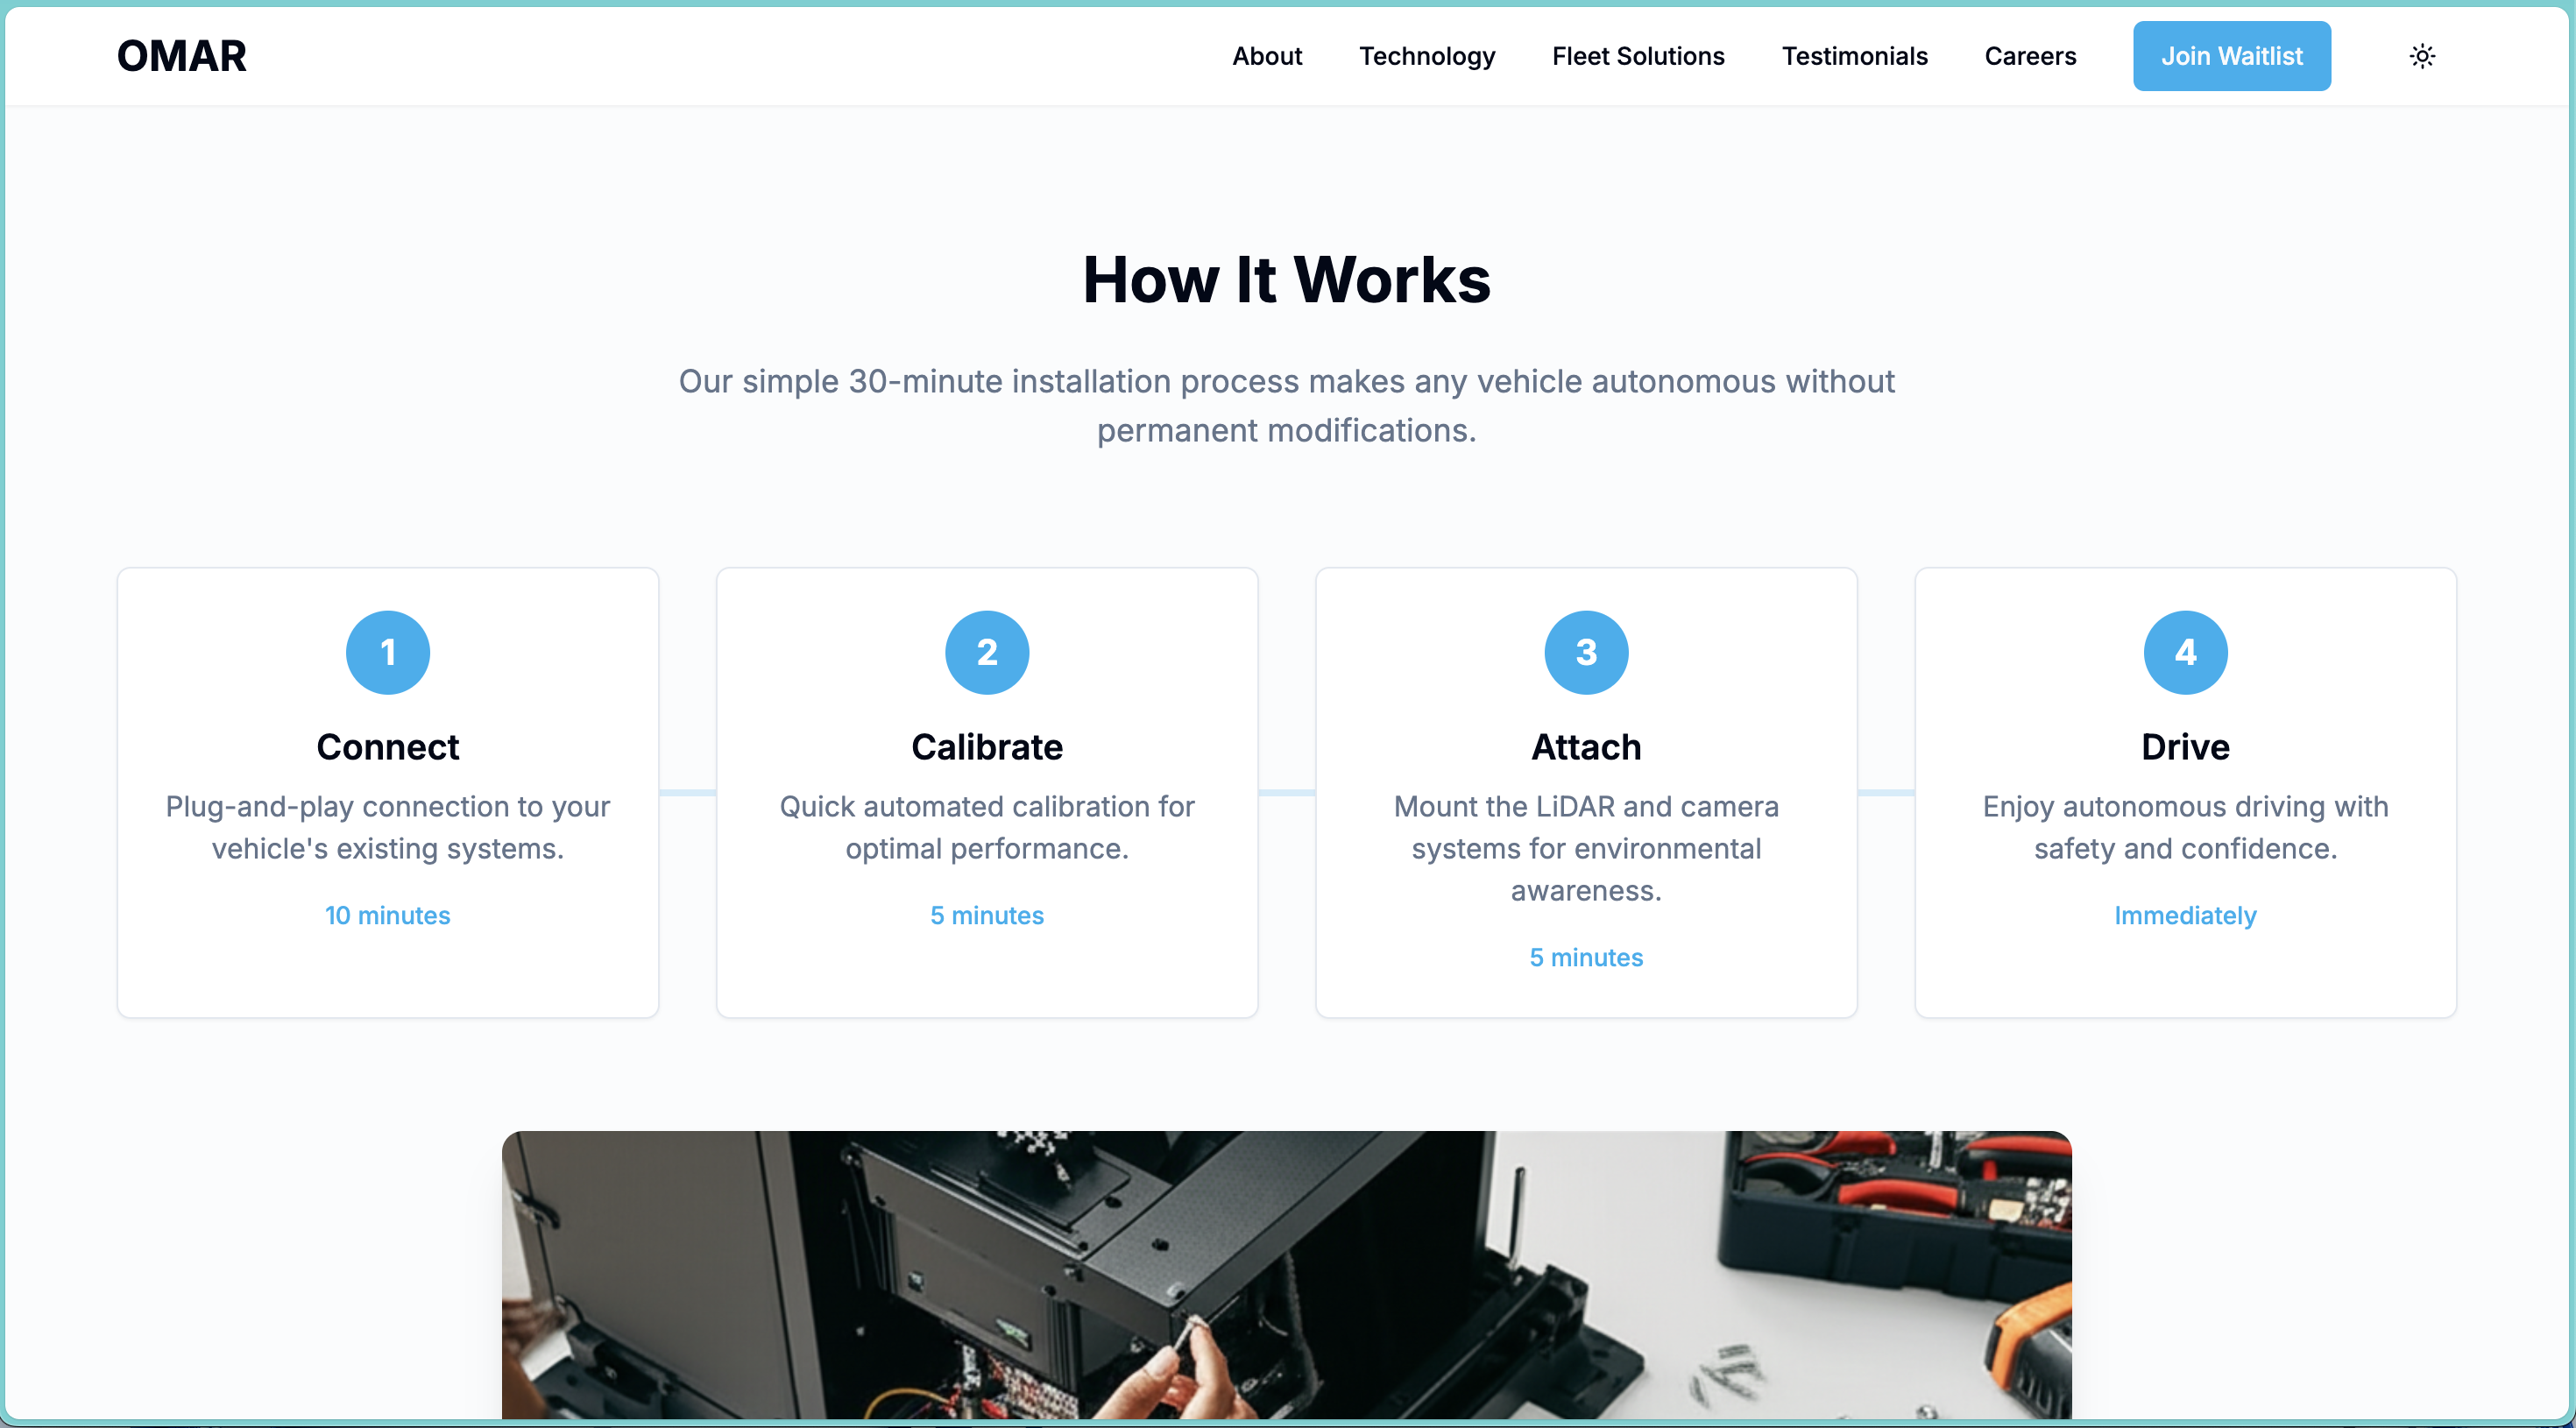 OMAR
About
Technology
Fleet Solutions
Testimonials
Careers
Join Waitlist
How It Works
Our simple 30-minute installation process makes any vehicle autonomous without
permanent modifications.
1
Connect
Plug-and-play connection to your
vehicle's existing systems.
10 minutes
2
Calibrate
Quick automated calibration for
optimal performance.
5 minutes
3
Attach
Mount the LiDAR and camera
systems for environmental
awareness.
5 minutes
4
Drive
Enjoy autonomous driving with
safety and confidence.
Immediately